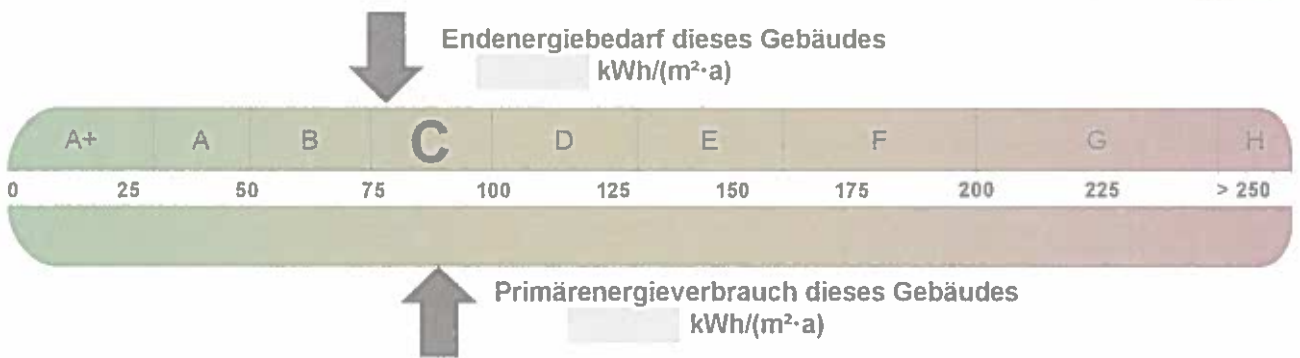 Endenergiebedarf dieses Gebäudes
kWh/(m²·a)
A+ A B C D E F G H
0 25 50 75 100 125 150 175 200 225 > 250
Primärenergieverbrauch dieses Gebäudes
kWh/(m²·a)